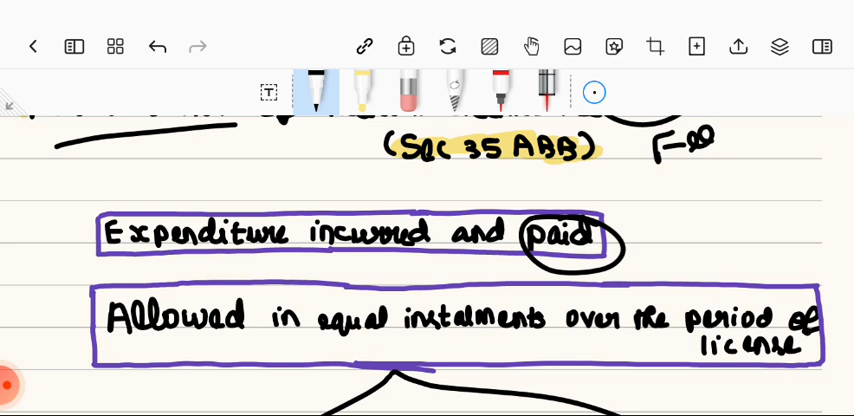 (Sec 35 ABB)
Expenditure incurred and paid
Allowed in equal instalments over the period of
license